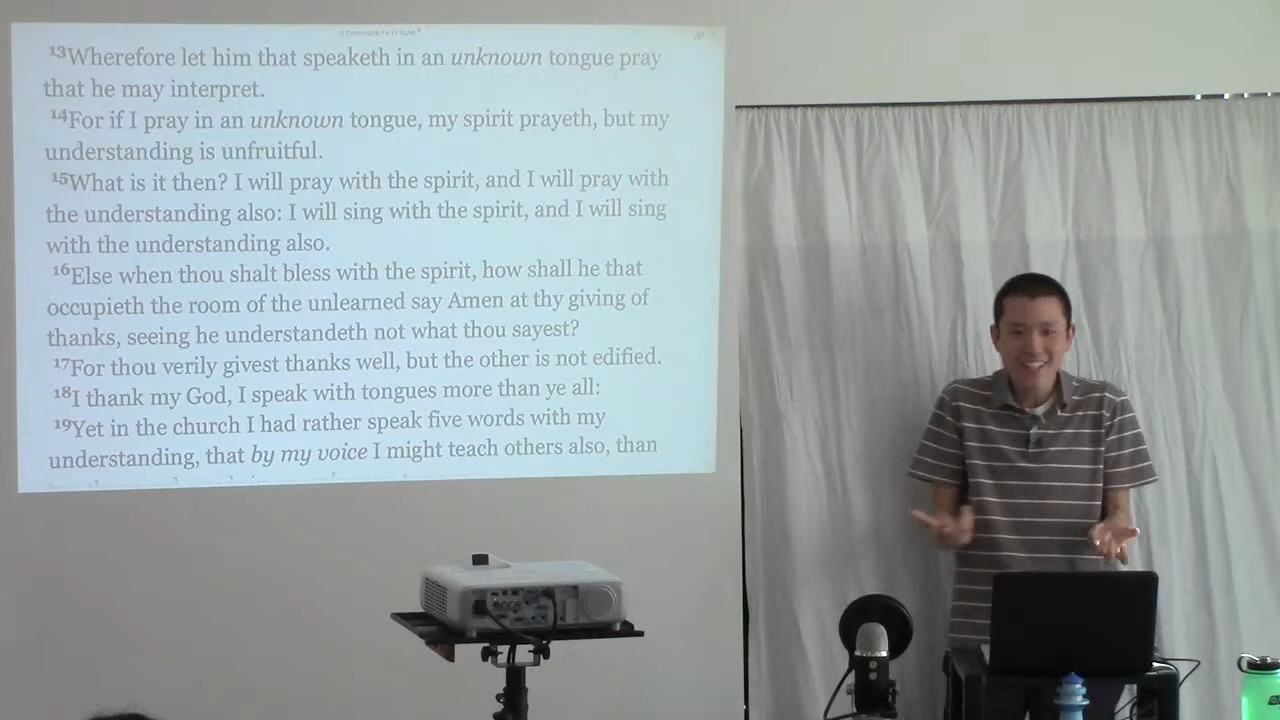 ¹³Wherefore let him that speaketh in an unknown tongue pray
that he may interpret.
¹⁴For if I pray in an unknown tongue, my spirit prayeth, but my
understanding is unfruitful.
¹⁵What is it then? I will pray with the spirit, and I will pray with
the understanding also: I will sing with the spirit, and I will sing
with the understanding also.
¹⁶Else when thou shalt bless with the spirit, how shall he that
occupieth the room of the unlearned say Amen at thy giving of
thanks, seeing he understandeth not what thou sayest?
¹⁷For thou verily givest thanks well, but the other is not edified.
¹⁸I thank my God, I speak with tongues more than ye all:
¹⁹Yet in the church I had rather speak five words with my
understanding, that by my voice I might teach others also, than